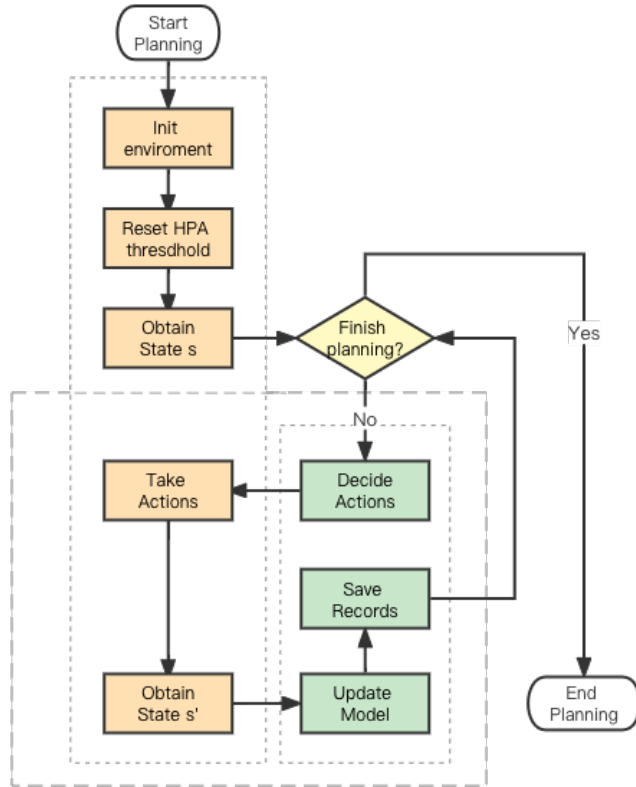 Start
Planning
Init
enviroment
Reset HPA
thresdhold
Obtain
State s
Finish
planning?
Yes
No
Take
Actions
Decide
Actions
Save
Records
Obtain
State s'
Update
Model
End
Planning